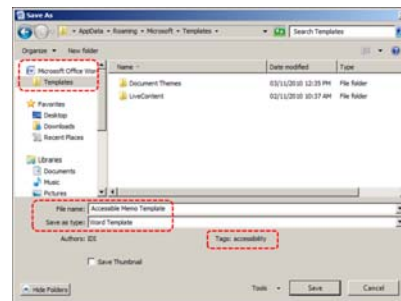 Save As
« AppData ▸ Roaming ▸ Microsoft ▸ Templates ▸
Search Templates
Organize
New folder
Microsoft Office Wor
Templates
Favorites
Desktop
Downloads
Recent Places
Libraries
Documents
Music
Pictures
Name
Date modified
Type
Document Themes
03/11/2010 12:35 PM
File folder
LiveContent
02/11/2010 10:37 AM
File folder
File name: Accessible Memo Template
Save as type: Word Template
Authors: IDI
Tags: accessibility
Save Thumbnail
Hide Folders
Tools
Save
Cancel